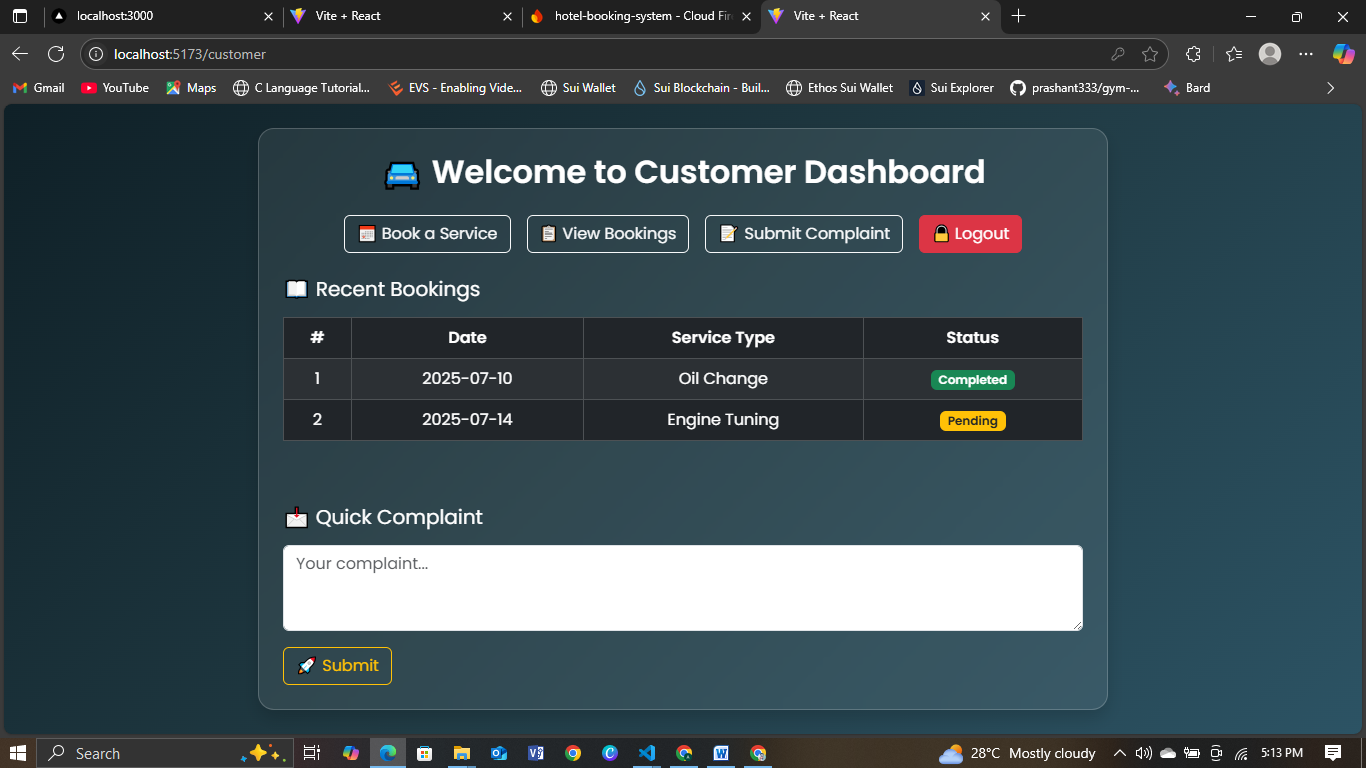 localhost:3000
Vite + React
hotel-booking-system - Cloud Fir
Vite + React
localhost:5173/customer
Gmail
YouTube
Maps
C Language Tutorial...
EVS - Enabling Vide...
Sui Wallet
Sui Blockchain - Buil...
Ethos Sui Wallet
Sui Explorer
prashant333/gym-...
Bard
Welcome to Customer Dashboard
Book a Service
View Bookings
Submit Complaint
Logout
Recent Bookings
# Date Service Type Status
1 2025-07-10 Oil Change Completed
2 2025-07-14 Engine Tuning Pending
Quick Complaint
Your complaint...
Submit
Search
28°C Mostly cloudy
5:13 PM